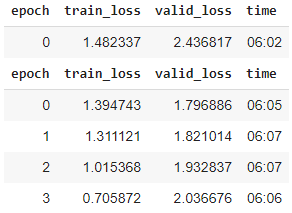 epoch train_loss valid_loss time
0 1.482337 2.436817 06:02
epoch train_loss valid_loss time
0 1.394743 1.796886 06:05
1 1.311121 1.821014 06:07
2 1.015368 1.932837 06:07
3 0.705872 2.036676 06:06